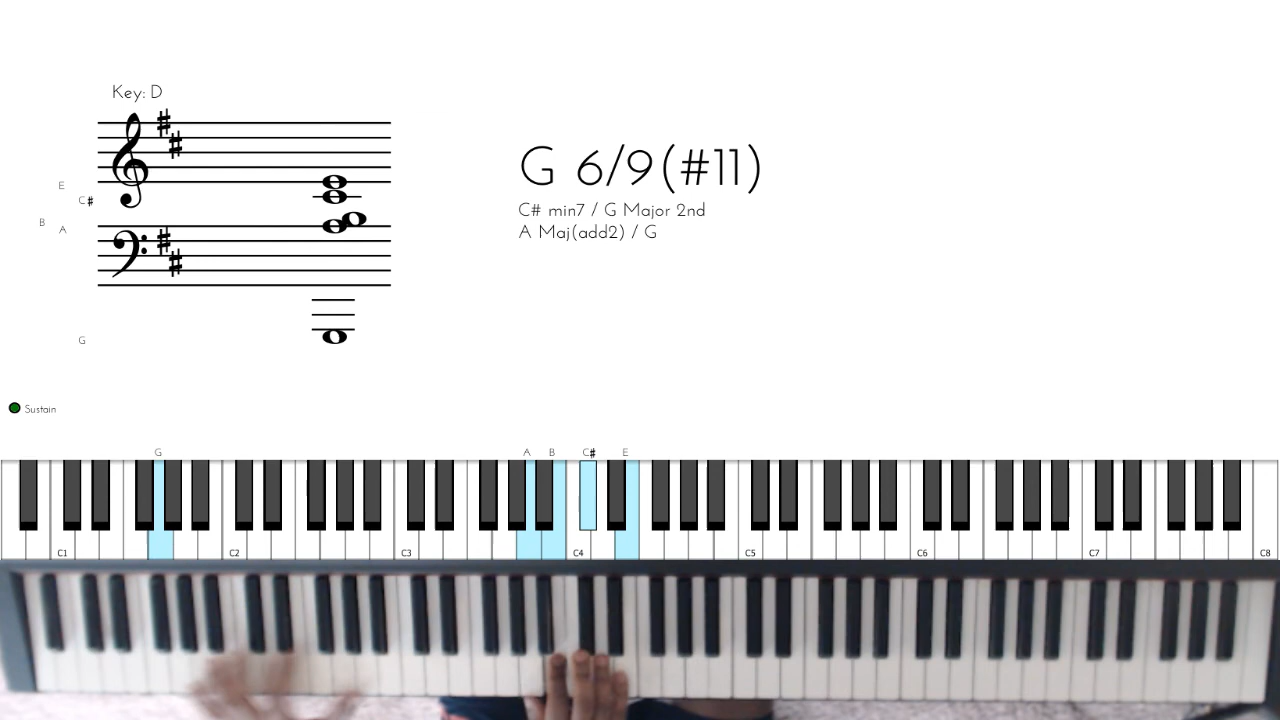 Key: D
E
C#
B
A
G
G 6/9(#11)
C# min7 / G Major 2nd
A Maj(add2) / G
Sustain
G A B C# E
C1 C2 C3 C4 C5 C6 C7 C8